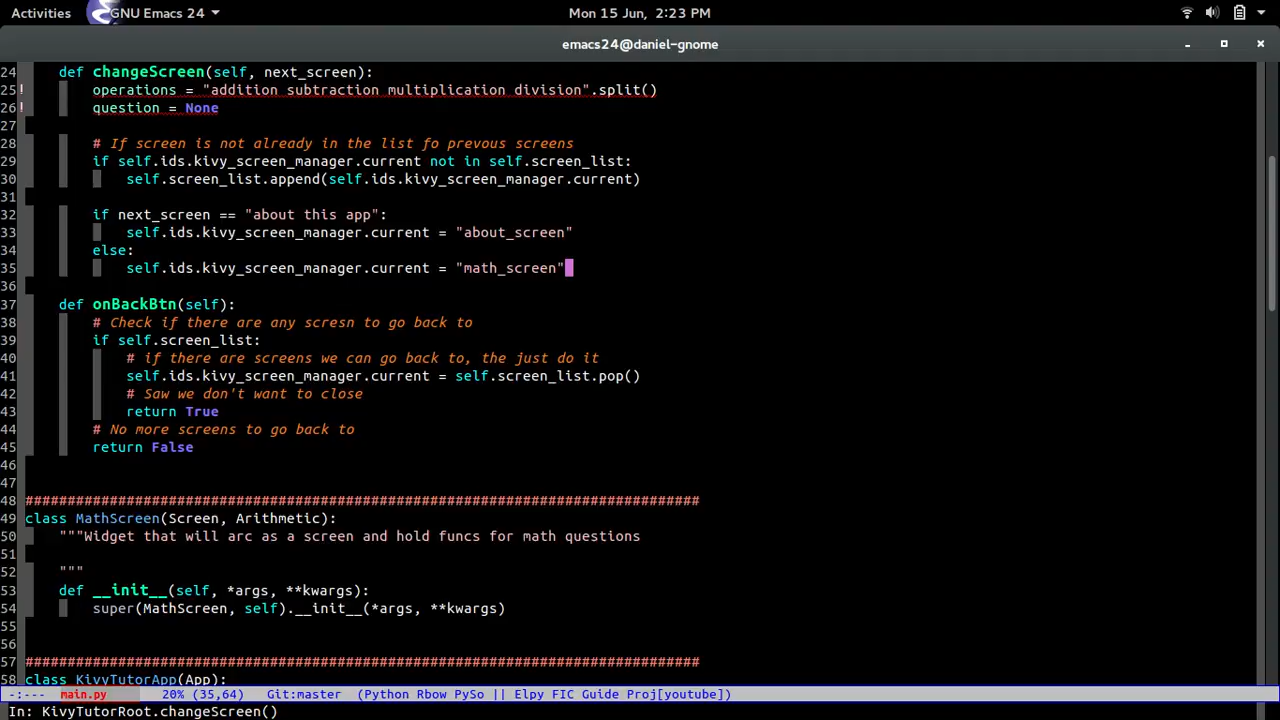 Activities GNU Emacs 24 Mon 15 Jun, 2:23 PM
emacs24@daniel-gnome
24 def changeScreen(self, next_screen):
25! operations = "addition subtraction multiplication division".split()
26! question = None
27
28 # If screen is not already in the list fo prevous screens
29 if self.ids.kivy_screen_manager.current not in self.screen_list:
30 self.screen_list.append(self.ids.kivy_screen_manager.current)
31
32 if next_screen == "about this app":
33 self.ids.kivy_screen_manager.current = "about_screen"
34 else:
35 self.ids.kivy_screen_manager.current = "math_screen"
36
37 def onBackBtn(self):
38 # Check if there are any scresn to go back to
39 if self.screen_list:
40 # if there are screens we can go back to, the just do it
41 self.ids.kivy_screen_manager.current = self.screen_list.pop()
42 # Saw we don't want to close
43 return True
44 # No more screens to go back to
45 return False
46
47
48 ################################################################################
49 class MathScreen(Screen, Arithmetic):
50 """Widget that will arc as a screen and hold funcs for math questions
51
52 """
53 def __init__(self, *args, **kwargs):
54 super(MathScreen, self).__init__(*args, **kwargs)
55
56
57 ################################################################################
58 class KivyTutorApp(App):
-:--- main.py 20% (35,64) Git:master (Python Rbow PySo || Elpy FIC Guide Proj[youtube])
In: KivyTutorRoot.changeScreen()